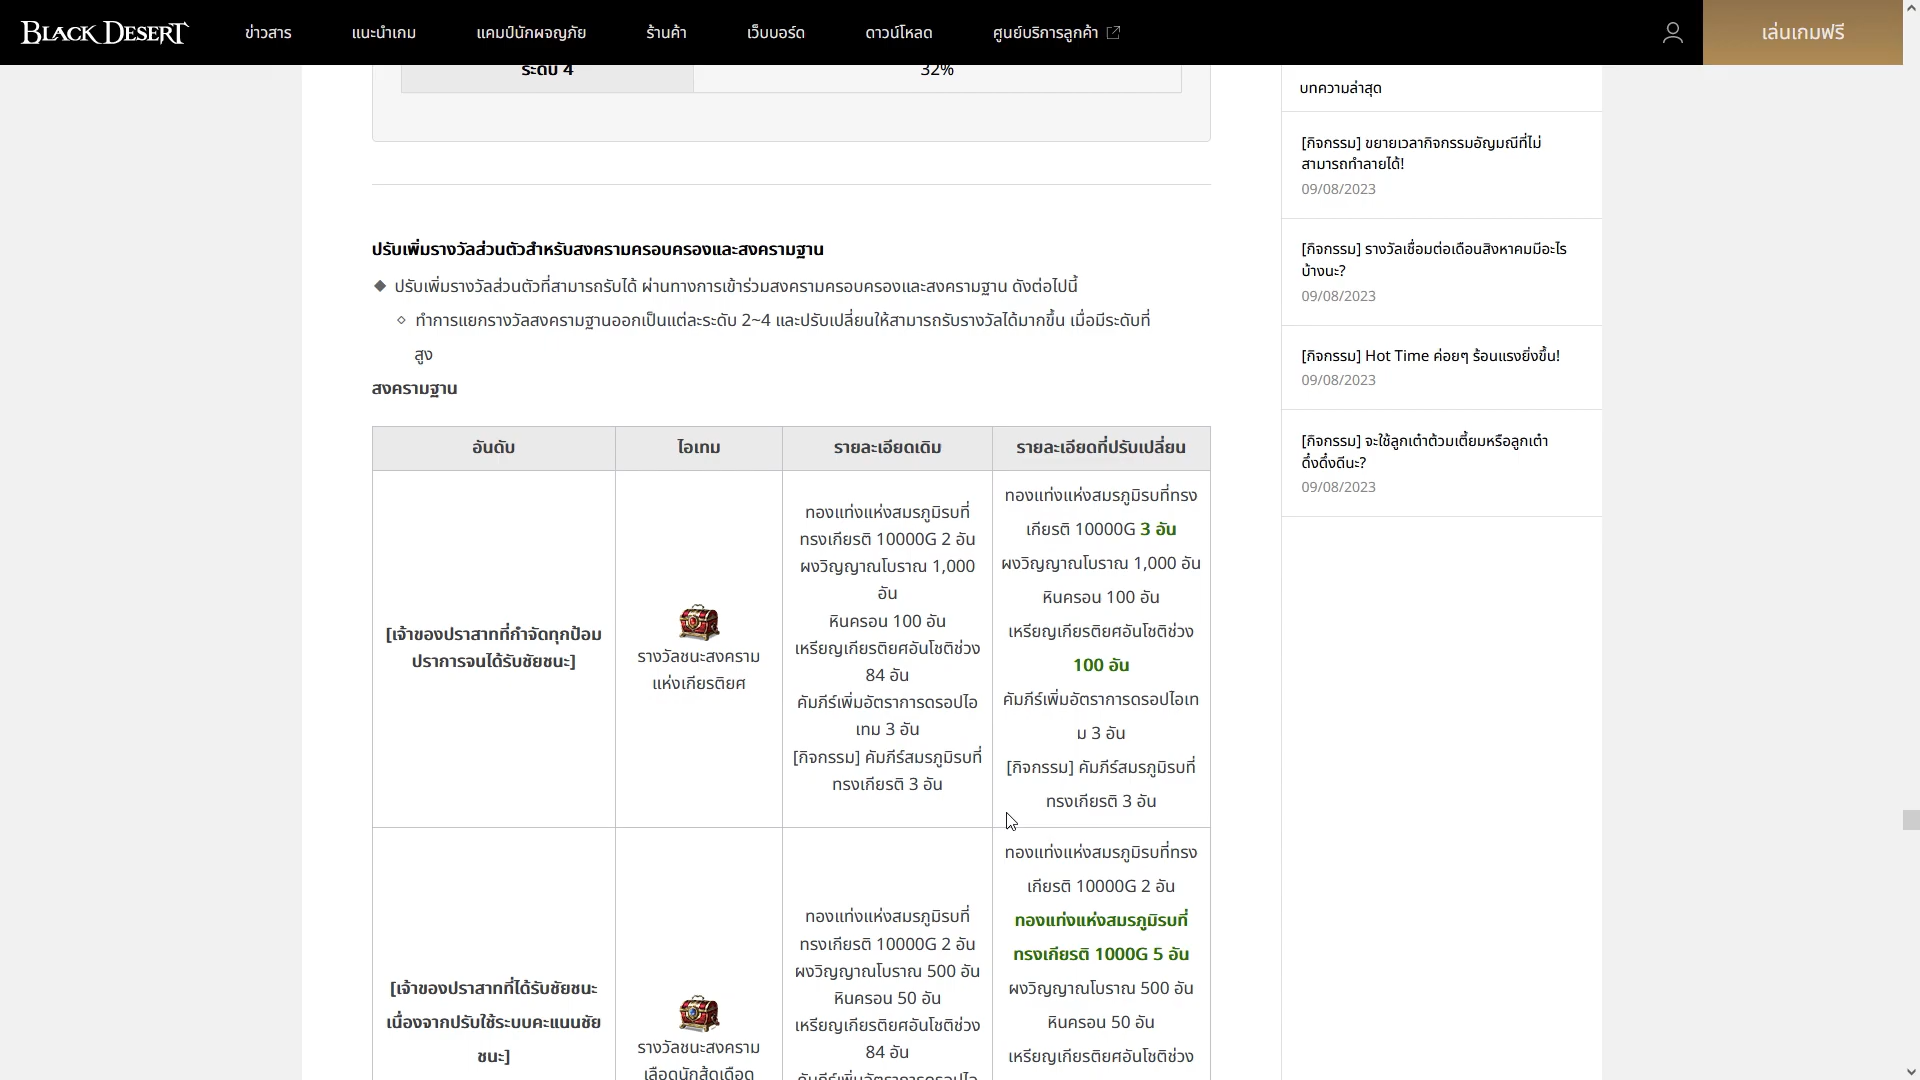 BLACK DESERT
ข่าวสาร
แนะนำเกม
แคมป์นักผจญภัย
ร้านค้า
เว็บบอร์ด
ดาวน์โหลด
ศูนย์บริการลูกค้า
เล่นเกมฟรี
ระดับ 4
32%
ปรับเพิ่มรางวัลส่วนตัวสำหรับสงครามครอบครองและสงครามฐาน
◆ ปรับเพิ่มรางวัลส่วนตัวที่สามารถรับได้ ผ่านทางการเข้าร่วมสงครามครอบครองและสงครามฐาน ดังต่อไปนี้
◇ ทำการแยกรางวัลสงครามฐานออกเป็นแต่ละระดับ 2~4 และปรับเปลี่ยนให้สามารถรับรางวัลได้มากขึ้น เมื่อมีระดับที่
สูง
สงครามฐาน
อันดับ
ไอเทม
รายละเอียดเดิม
รายละเอียดที่ปรับเปลี่ยน
[เจ้าของปราสาทที่กำจัดทุกป้อม
ปราการจนได้รับชัยชนะ]
รางวัลชนะสงคราม
แห่งเกียรติยศ
ทองแท่งแห่งสมรภูมิรบที่
ทรงเกียรติ 10000G 2 อัน
ผงวิญญาณโบราณ 1,000
อัน
หินครอน 100 อัน
เหรียญเกียรติยศอันโชติช่วง
84 อัน
คัมภีร์เพิ่มอัตราการดรอปไอ
เทม 3 อัน
[กิจกรรม] คัมภีร์สมรภูมิรบที่
ทรงเกียรติ 3 อัน
ทองแท่งแห่งสมรภูมิรบที่ทรง
เกียรติ 10000G 3 อัน
ผงวิญญาณโบราณ 1,000 อัน
หินครอน 100 อัน
เหรียญเกียรติยศอันโชติช่วง
100 อัน
คัมภีร์เพิ่มอัตราการดรอปไอเท
ม 3 อัน
[กิจกรรม] คัมภีร์สมรภูมิรบที่
ทรงเกียรติ 3 อัน
[เจ้าของปราสาทที่ได้รับชัยชนะ
เนื่องจากปรับใช้ระบบคะแนนชัย
ชนะ]
รางวัลชนะสงคราม
เลือดนักสู้เดือด
ทองแท่งแห่งสมรภูมิรบที่
ทรงเกียรติ 10000G 2 อัน
ผงวิญญาณโบราณ 500 อัน
หินครอน 50 อัน
เหรียญเกียรติยศอันโชติช่วง
84 อัน
คัมภีร์เพิ่มอัตราการดรอปไอ
ทองแท่งแห่งสมรภูมิรบที่ทรง
เกียรติ 10000G 2 อัน
ทองแท่งแห่งสมรภูมิรบที่
ทรงเกียรติ 1000G 5 อัน
ผงวิญญาณโบราณ 500 อัน
หินครอน 50 อัน
เหรียญเกียรติยศอันโชติช่วง
บทความล่าสุด
[กิจกรรม] ขยายเวลากิจกรรมอัญมณีที่ไม่
สามารถทำลายได้!
09/08/2023
[กิจกรรม] รางวัลเชื่อมต่อเดือนสิงหาคมมีอะไร
บ้างนะ?
09/08/2023
[กิจกรรม] Hot Time ค่อยๆ ร้อนแรงยิ่งขึ้น!
09/08/2023
[กิจกรรม] จะใช้ลูกเต๋าต้วมเตี้ยมหรือลูกเต๋า
ดึ๋งดึ๋งดีนะ?
09/08/2023